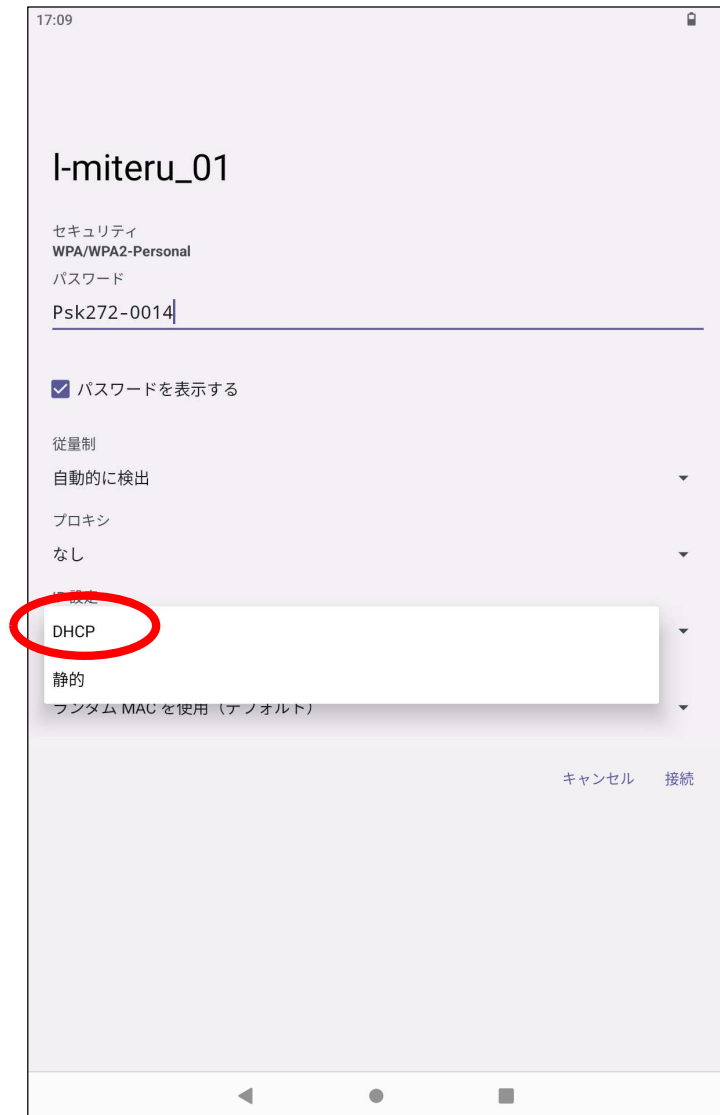 17:09
l-miteru_01
セキュリティ
WPA/WPA2-Personal
パスワード
Psk272-0014
パスワードを表示する
従量制
自動的に検出
プロキシ
なし
IP 設定
DHCP
静的
ランダム MAC を使用（デフォルト）
キャンセル 接続